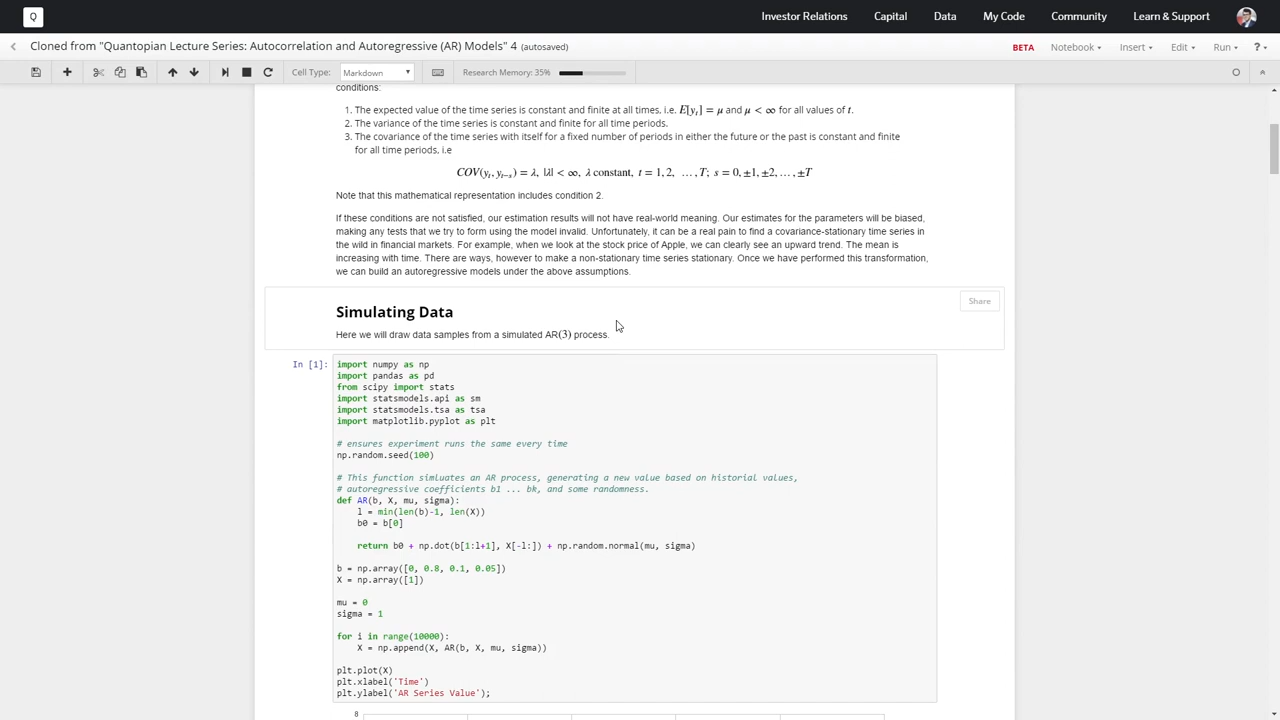 Q
Investor Relations Capital Data My Code Community Learn & Support
Cloned from "Quantopian Lecture Series: Autocorrelation and Autoregressive (AR) Models" 4 (autosaved)
BETA Notebook Insert Edit Run ?
Cell Type: Markdown Research Memory: 35%
conditions:
1. The expected value of the time series is constant and finite at all times, i.e. E[yₜ] = μ and μ < ∞ for all values of t.
2. The variance of the time series is constant and finite for all time periods.
3. The covariance of the time series with itself for a fixed number of periods in either the future or the past is constant and finite
for all time periods, i.e
COV(yₜ, yₜ₋ₛ) = λ, |λ| < ∞, λ constant, t = 1, 2, …, T; s = 0, ±1, ±2, …, ±T
Note that this mathematical representation includes condition 2.
If these conditions are not satisfied, our estimation results will not have real-world meaning. Our estimates for the parameters will be biased,
making any tests that we try to form using the model invalid. Unfortunately, it can be a real pain to find a covariance-stationary time series in
the wild in financial markets. For example, when we look at the stock price of Apple, we can clearly see an upward trend. The mean is
increasing with time. There are ways, however to make a non-stationary time series stationary. Once we have performed this transformation,
we can build an autoregressive models under the above assumptions.
Share
Simulating Data
Here we will draw data samples from a simulated AR(3) process.
In [1]:
import numpy as np
import pandas as pd
from scipy import stats
import statsmodels.api as sm
import statsmodels.tsa as tsa
import matplotlib.pyplot as plt
# ensures experiment runs the same every time
np.random.seed(100)
# This function simluates an AR process, generating a new value based on historial values,
# autoregressive coefficients b1 ... bk, and some randomness.
def AR(b, X, mu, sigma):
    l = min(len(b)-1, len(X))
    b0 = b[0]
    return b0 + np.dot(b[1:l+1], X[-l:]) + np.random.normal(mu, sigma)
b = np.array([0, 0.8, 0.1, 0.05])
X = np.array([1])
mu = 0
sigma = 1
for i in range(10000):
    X = np.append(X, AR(b, X, mu, sigma))
plt.plot(X)
plt.xlabel('Time')
plt.ylabel('AR Series Value');
8